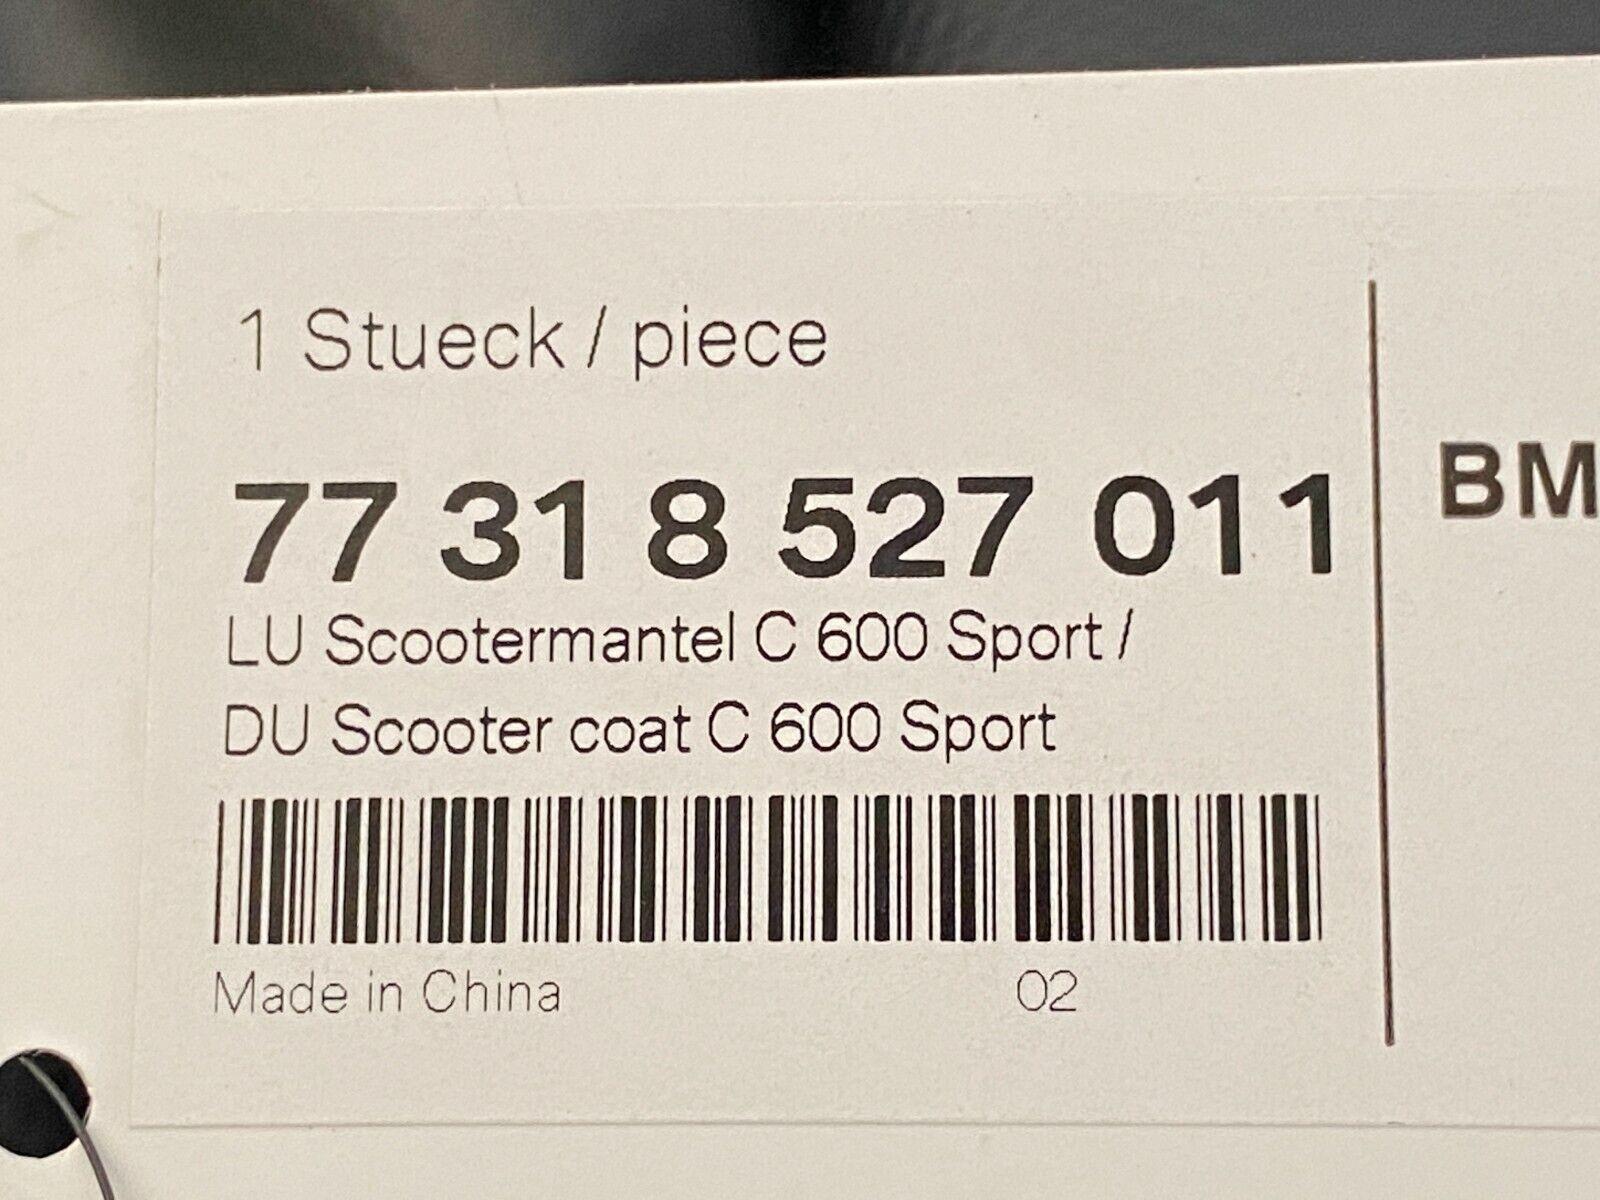 1 Stueck / piece
77 31 8 527 011
LU Scootermantel C 600 Sport /
DU Scooter coat C 600 Sport
Made in China 02
BM